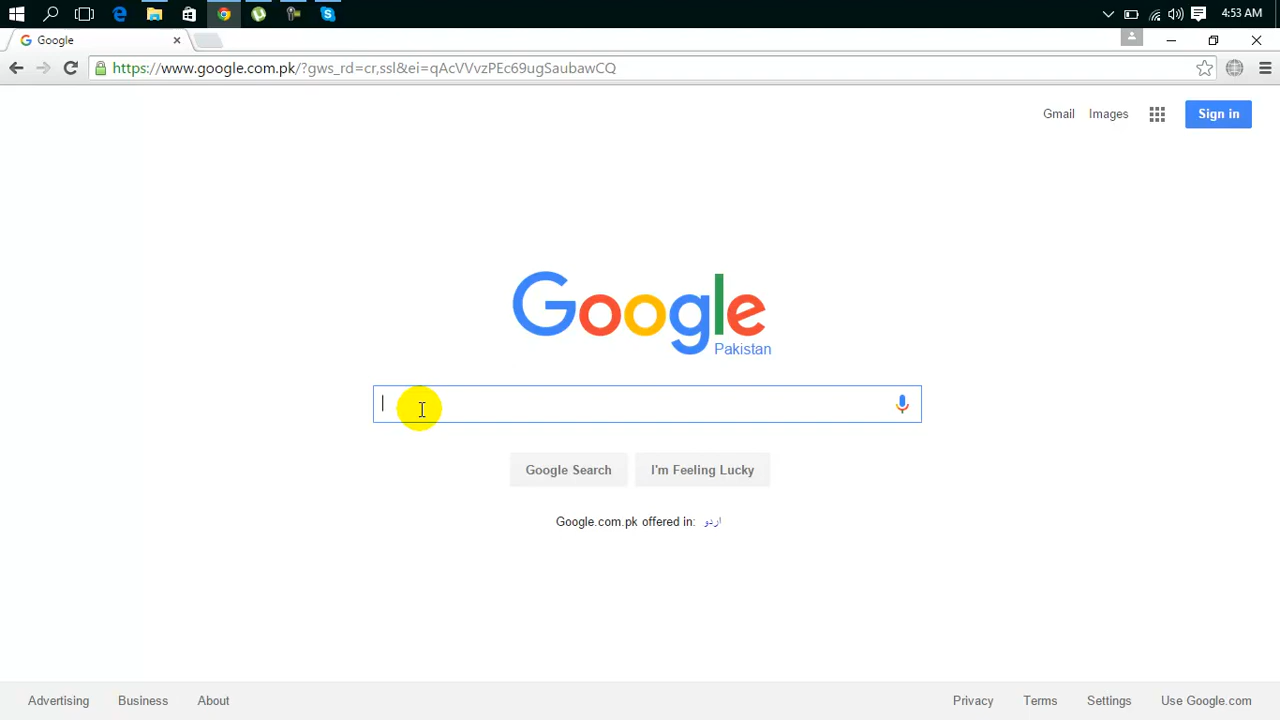 4:53 AM
Google
https://www.google.com.pk/?gws_rd=cr,ssl&ei=qAcVVvzPEc69ugSaubawCQ
Gmail Images Sign in
Google
Pakistan
Google Search I'm Feeling Lucky
Google.com.pk offered in: اردو
Advertising Business About Privacy Terms Settings Use Google.com